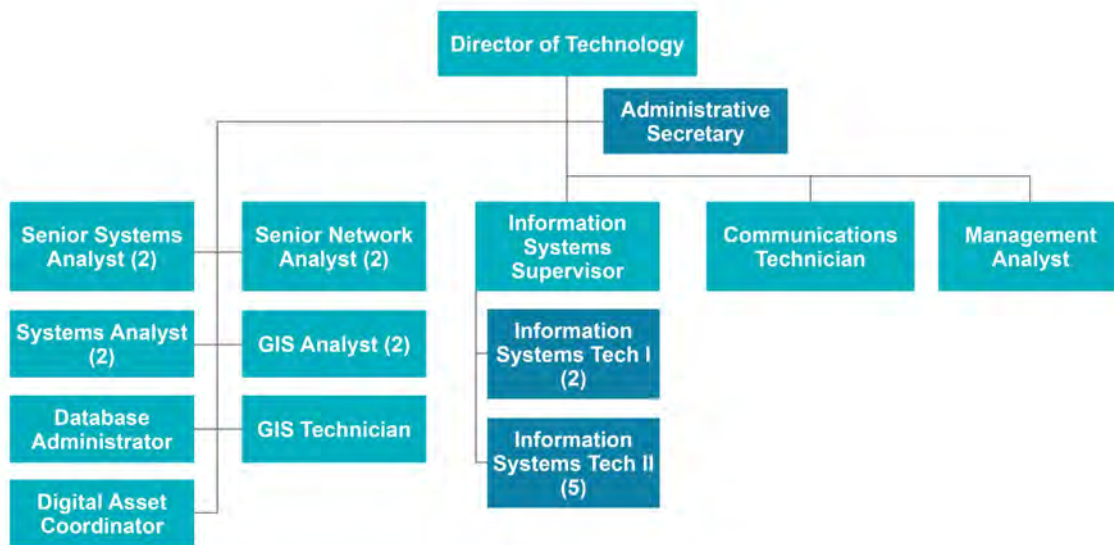 Director of Technology
Administrative
Secretary
Senior Systems
Analyst (2)
Senior Network
Analyst (2)
Information
Systems
Supervisor
Communications
Technician
Management
Analyst
Systems Analyst
(2)
GIS Analyst (2)
Information
Systems Tech I
(2)
Database
Administrator
GIS Technician
Information
Systems Tech II
(5)
Digital Asset
Coordinator